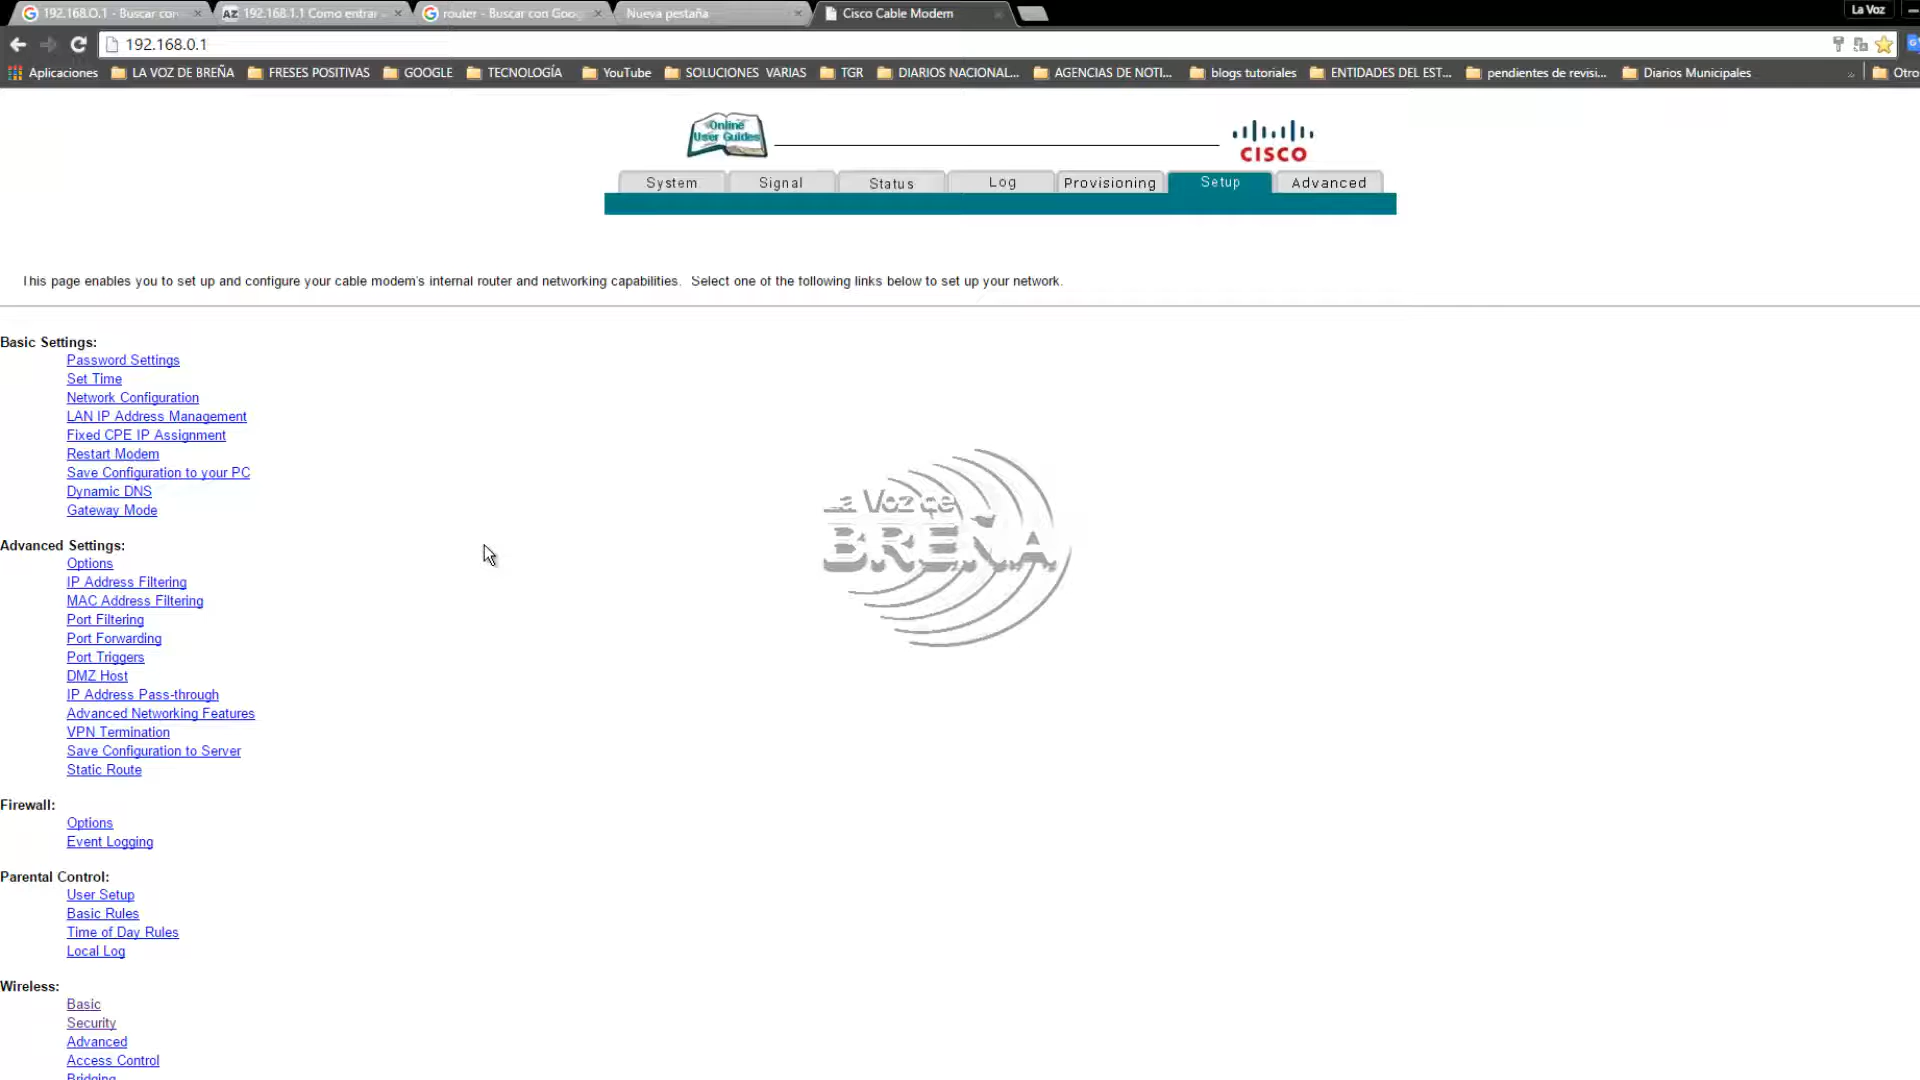 192.168.0.1 - Buscar con
192.168.1.1 Como entrar
router - Buscar con Goo
Nueva pestaña
Cisco Cable Modem
La Voz
192.168.0.1
Aplicaciones LA VOZ DE BREÑA FRESES POSITIVAS GOOGLE TECNOLOGÍA YouTube SOLUCIONES VARIAS TGR DIARIOS NACIONAL... AGENCIAS DE NOTI... blogs tutoriales ENTIDADES DEL EST... pendientes de revisi... Diarios Municipales » Otro
Online
User Guides
CISCO
System Signal Status Log Provisioning Setup Advanced
This page enables you to set up and configure your cable modem's internal router and networking capabilities. Select one of the following links below to set up your network.
Basic Settings:
Password Settings
Set Time
Network Configuration
LAN IP Address Management
Fixed CPE IP Assignment
Restart Modem
Save Configuration to your PC
Dynamic DNS
Gateway Mode
La Voz de
BREÑA
Advanced Settings:
Options
IP Address Filtering
MAC Address Filtering
Port Filtering
Port Forwarding
Port Triggers
DMZ Host
IP Address Pass-through
Advanced Networking Features
VPN Termination
Save Configuration to Server
Static Route
Firewall:
Options
Event Logging
Parental Control:
User Setup
Basic Rules
Time of Day Rules
Local Log
Wireless:
Basic
Security
Advanced
Access Control
Bridging